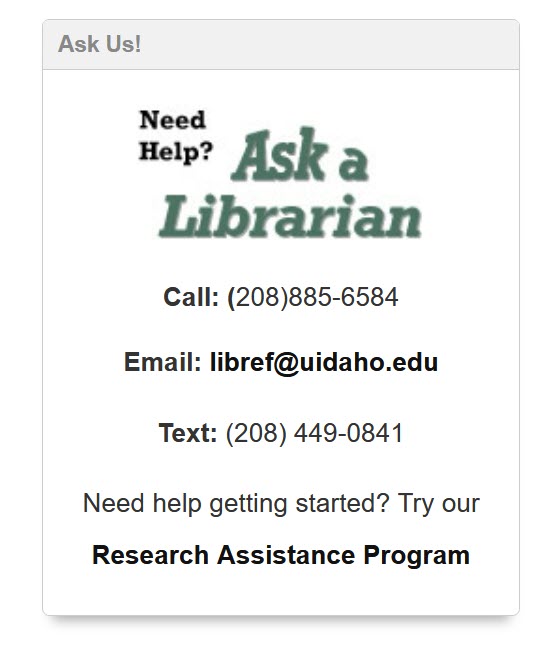 Ask Us!
Need
Help?
Ask a
Librarian
Call: (208)885-6584
Email: libref@uidaho.edu
Text: (208) 449-0841
Need help getting started? Try our
Research Assistance Program